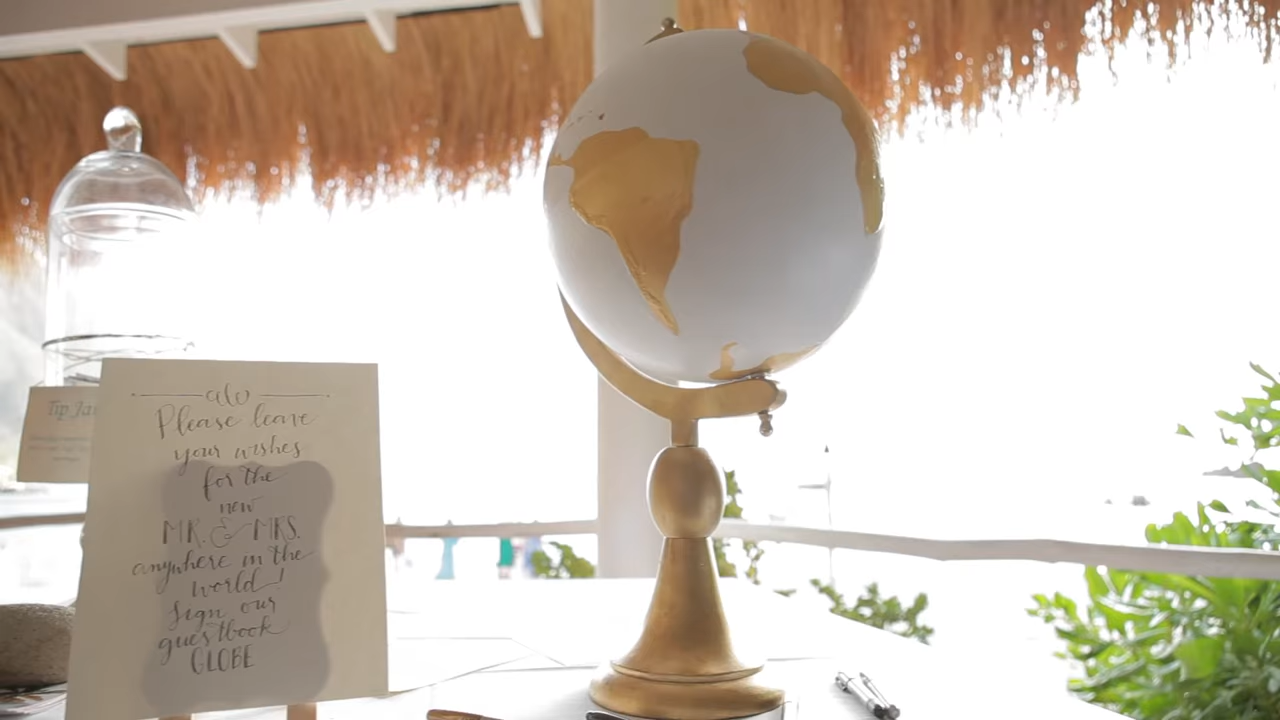 Tip Jar
Please leave
your wishes
for the
new
MR. & MRS.
anywhere in the
world!
Sign our
guestbook
GLOBE